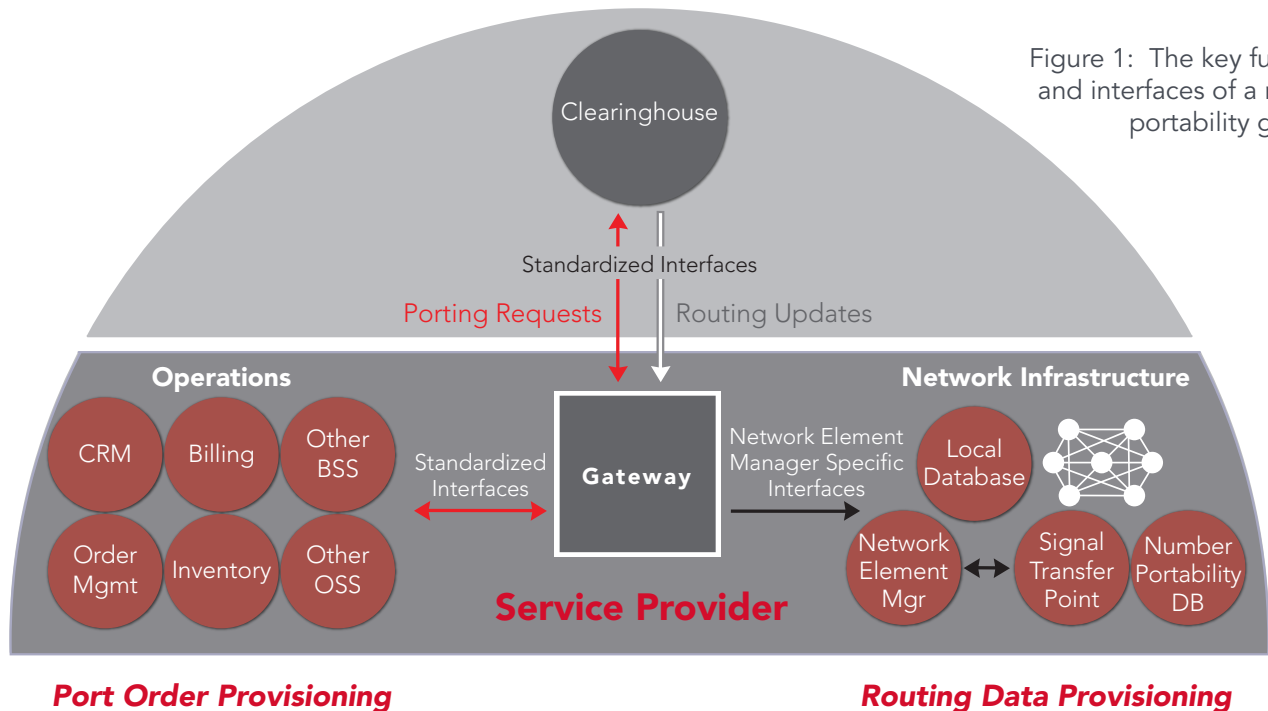 Figure 1: The key
and interfaces of a
portability
Clearinghouse
Standardized Interfaces
Porting Requests
Routing Updates
Operations
CRM
Billing
Other
BSS
Order
Mgmt
Inventory
Other
OSS
Standardized
Interfaces
Gateway
Network Element
Manager Specific
Interfaces
Network Infrastructure
Local
Database
Network
Element
Mgr
Signal
Transfer
Point
Number
Portability
DB
Service Provider
Port Order Provisioning
Routing Data Provisioning